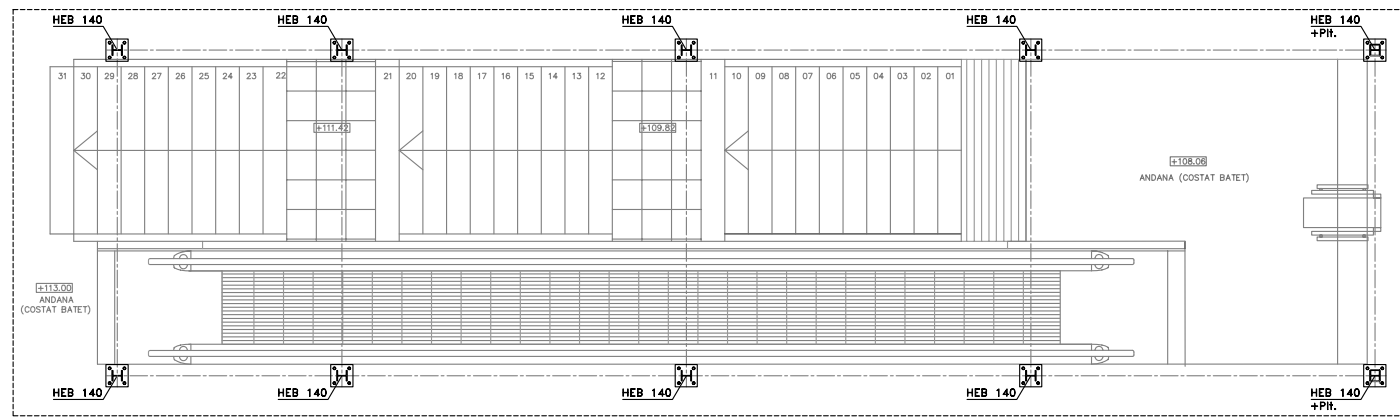 HEB 140 HEB 140 HEB 140 HEB 140 HEB 140
+Plt.
31 30 29 28 27 26 25 24 23 22 21 20 19 18 17 16 15 14 13 12 11 10 09 08 07 06 05 04 03 02 01
+111.42 +109.82
+108.06
ANDANA (COSTAT BATET)
+113.00
ANDANA
(COSTAT BATET)
HEB 140 HEB 140 HEB 140 HEB 140 HEB 140
+Plt.